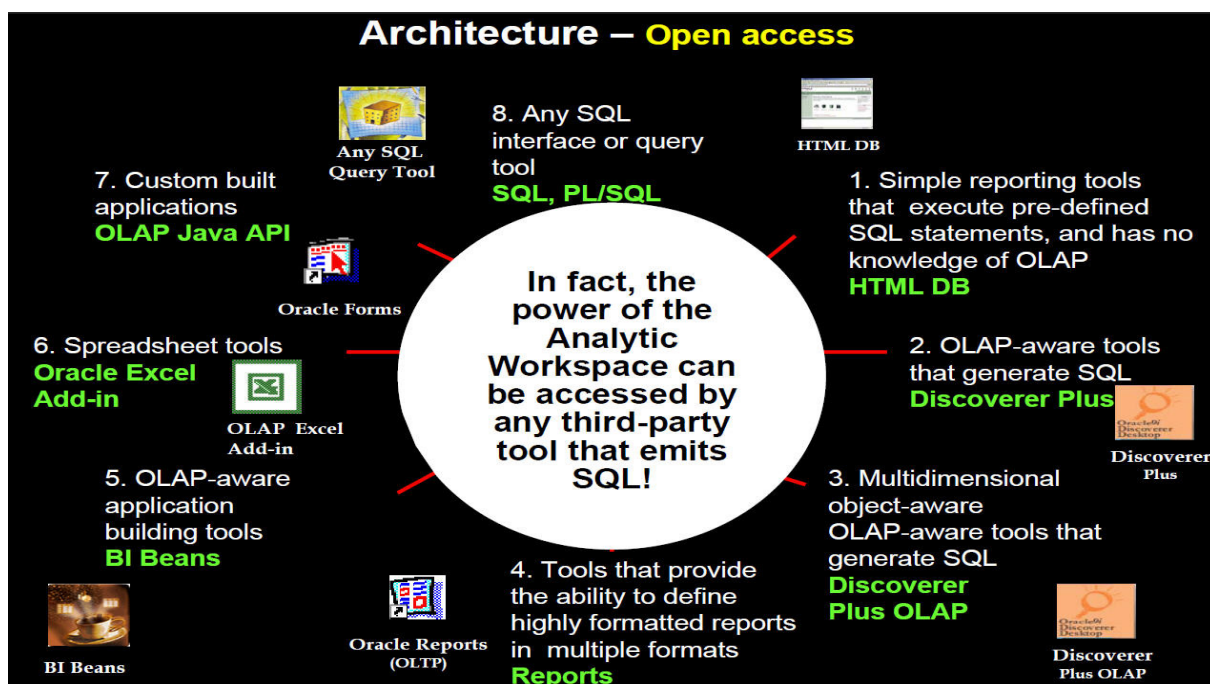 Architecture – Open access
8. Any SQL
interface or query
tool
SQL, PL/SQL
Any SQL
Query Tool
HTML DB
1. Simple reporting tools
that execute pre-defined
SQL statements, and has no
knowledge of OLAP
HTML DB
2. OLAP-aware tools
that generate SQL
Discoverer Plus
Oracle9i
Discoverer
Desktop
Discoverer
Plus
3. Multidimensional
object-aware
OLAP-aware tools that
generate SQL
Discoverer
Plus OLAP
Oracle9i
Discoverer
Desktop
Discoverer
Plus OLAP
4. Tools that provide
the ability to define
highly formatted reports
in multiple formats
Reports
Oracle Reports
(OLTP)
5. OLAP-aware
application
building tools
BI Beans
BI Beans
6. Spreadsheet tools
Oracle Excel
Add-in
OLAP Excel
Add-in
7. Custom built
applications
OLAP Java API
Oracle Forms
In fact, the
power of the
Analytic
Workspace can
be accessed by
any third-party
tool that emits
SQL!